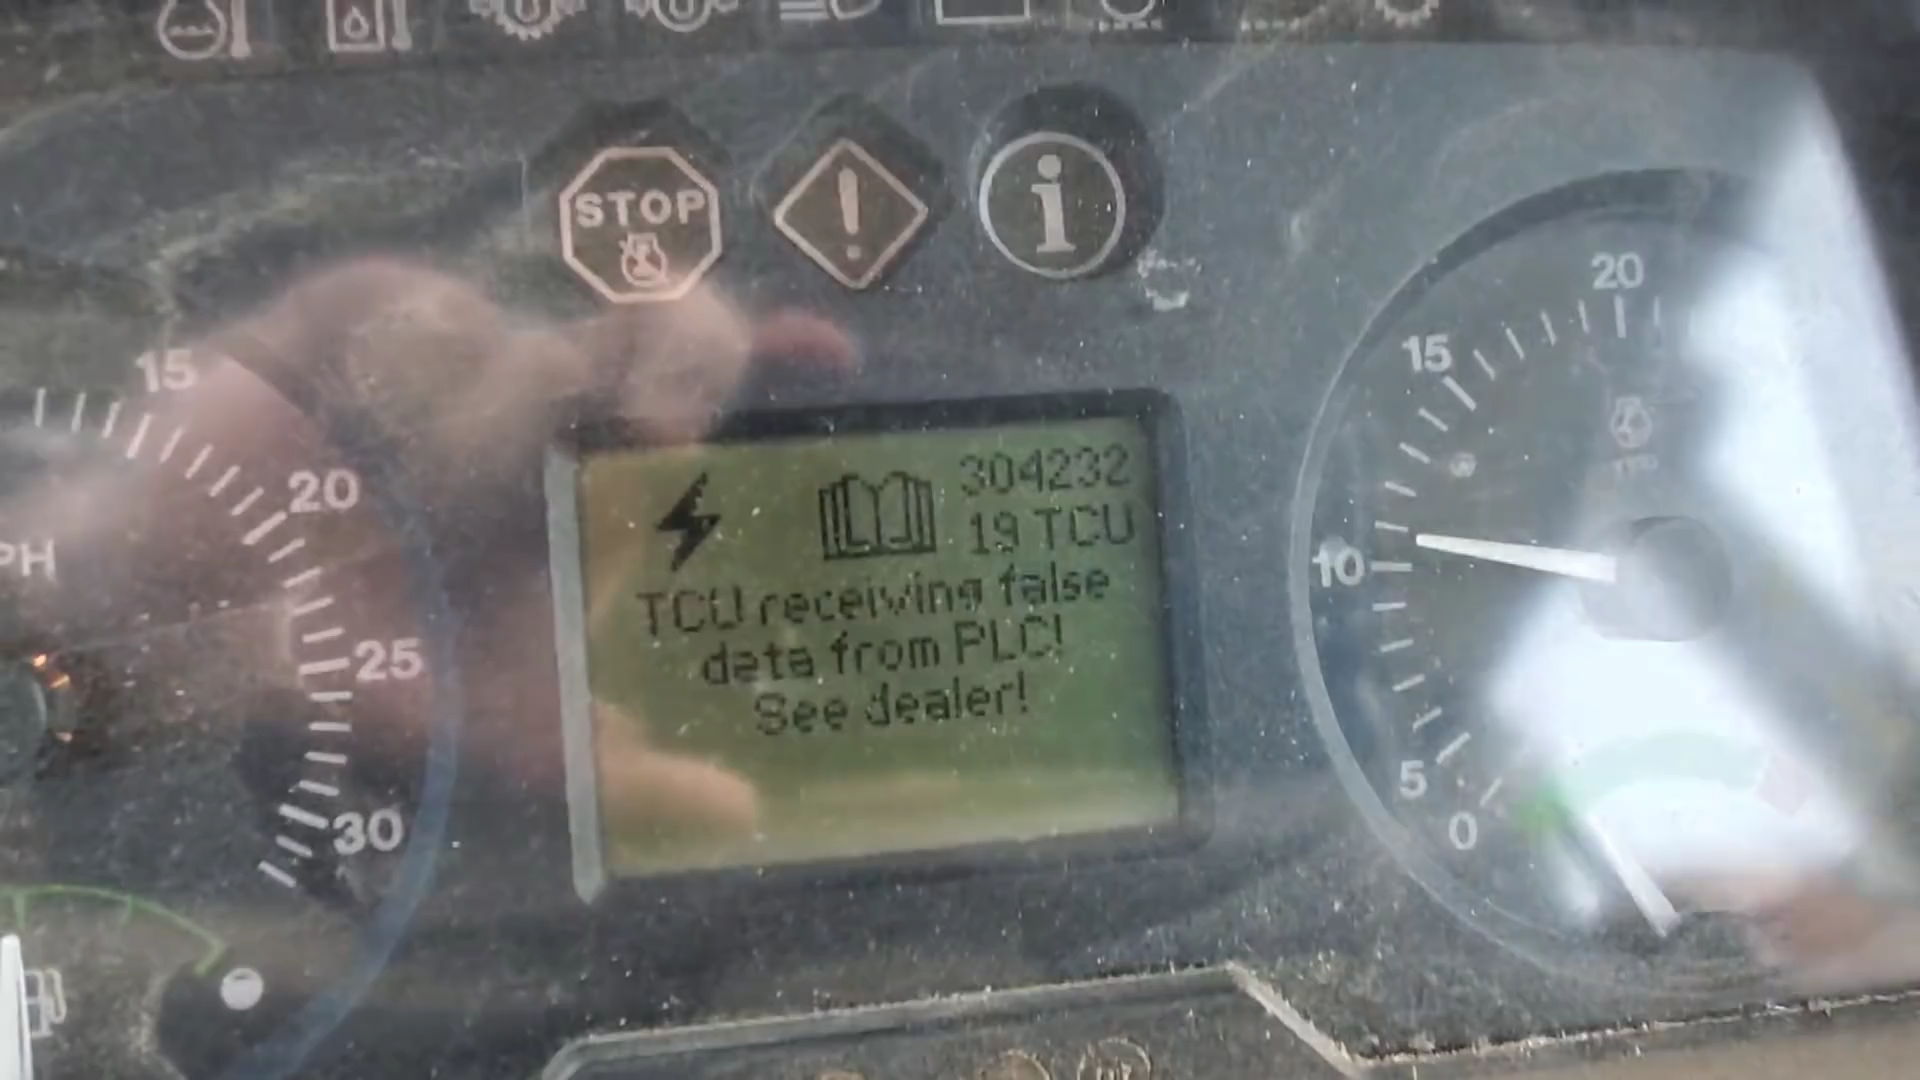 STOP
i
15
20
25
30
PH
304232
19 TCU
TCU receiving false
data from PLC!
See dealer!
20
15
10
5
0